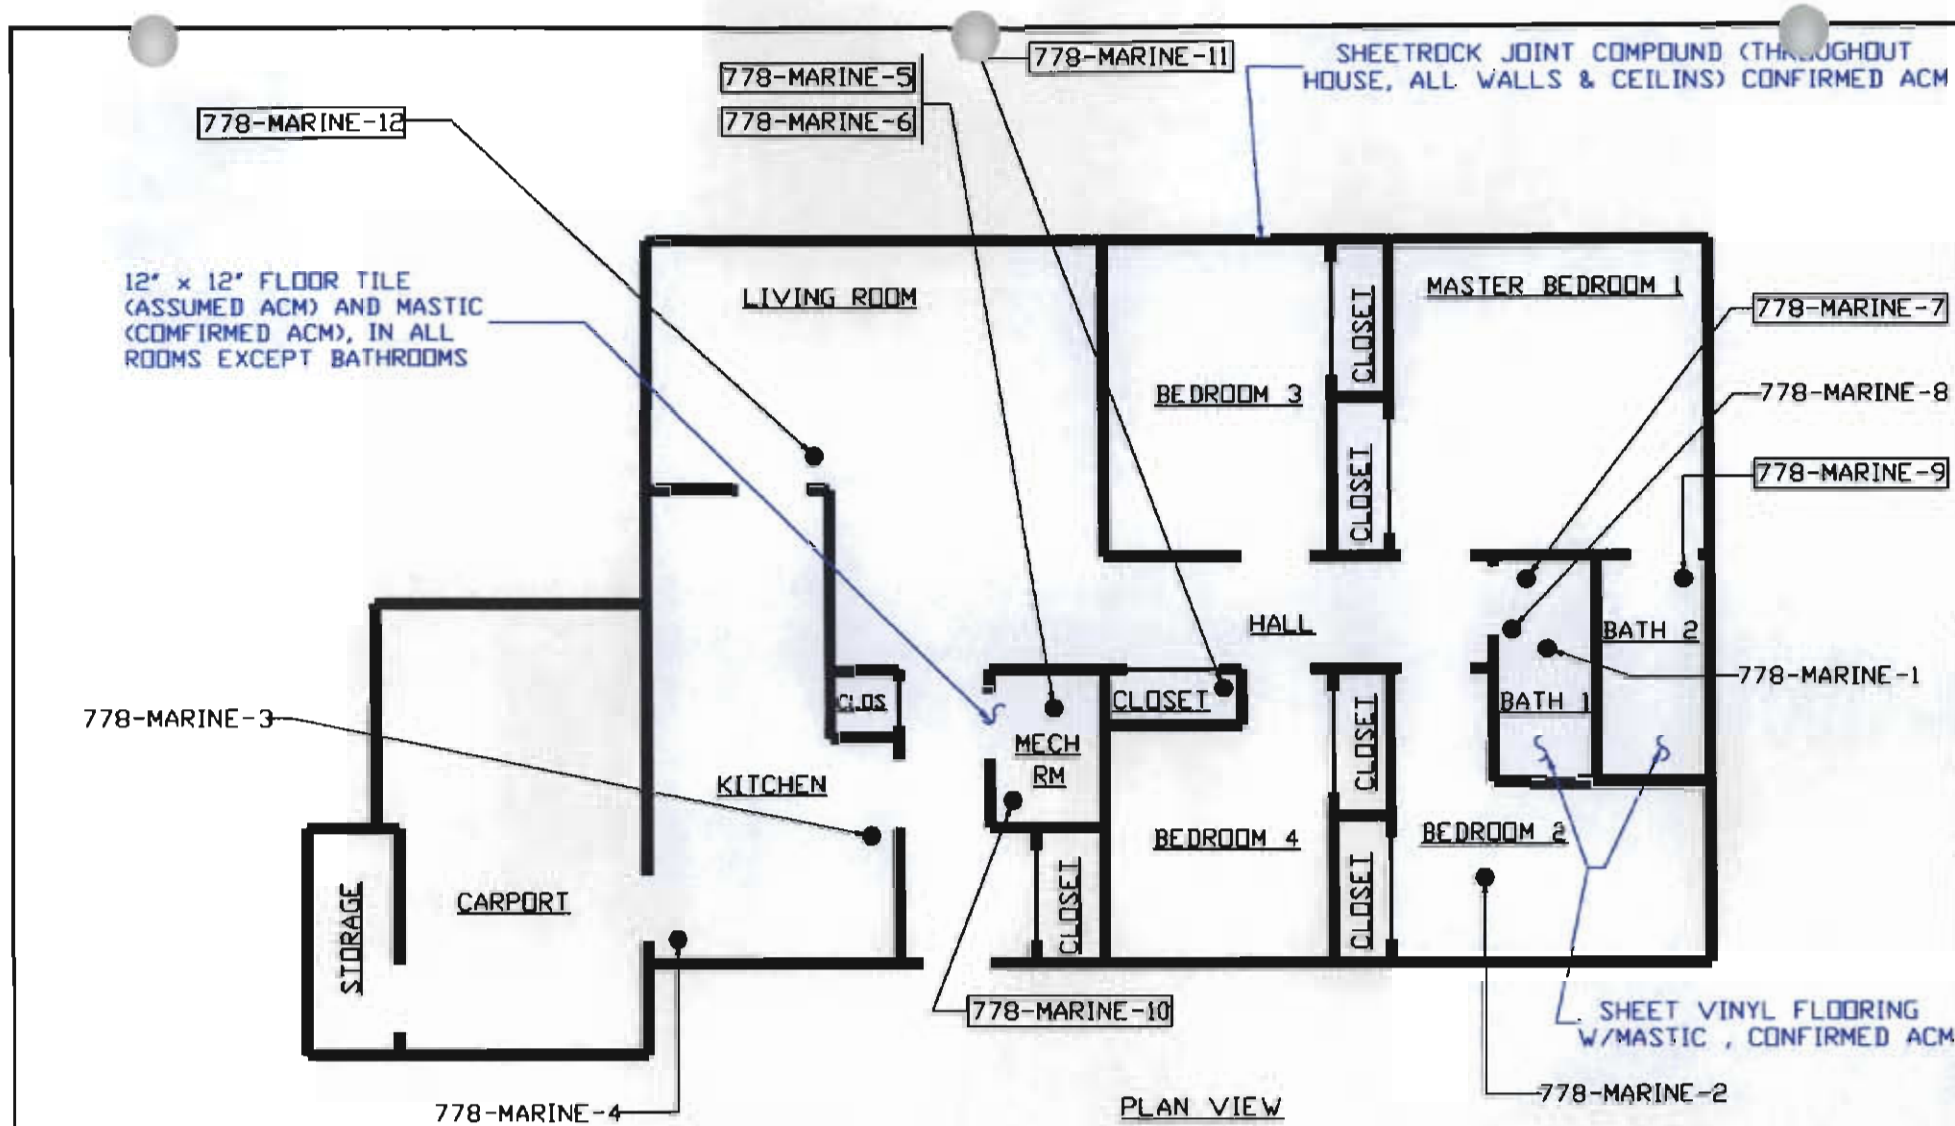 778-MARINE-11
SHEETROCK JOINT COMPOUND (THROUGHOUT
HOUSE, ALL WALLS & CEILINS) CONFIRMED ACM
778-MARINE-5
778-MARINE-6
778-MARINE-12
12" x 12" FLOOR TILE
(ASSUMED ACM) AND MASTIC
(COMFIRMED ACM), IN ALL
ROOMS EXCEPT BATHROOMS
LIVING ROOM
CLOSET
MASTER BEDROOM 1
778-MARINE-7
BEDROOM 3
778-MARINE-8
CLOSET
778-MARINE-9
HALL
BATH 2
778-MARINE-1
CLOS
CLOSET
BATH 1
778-MARINE-3
MECH
RM
CLOSET
KITCHEN
BEDROOM 4
BEDROOM 2
STORAGE
CARPORT
CLOSET
CLOSET
778-MARINE-10
SHEET VINYL FLOORING
W/MASTIC , CONFIRMED ACM
778-MARINE-4
PLAN VIEW
778-MARINE-2